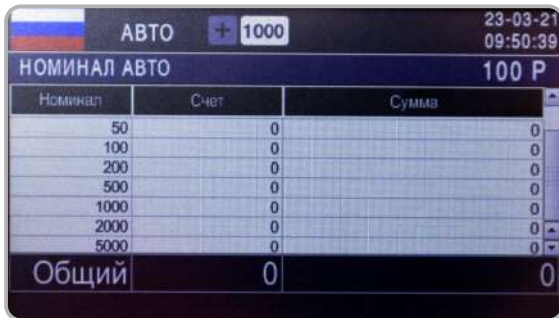 АВТО + 1000 23-03-21
09:50:39
НОМИНАЛ АВТО 100 Р
Номинал Счет Сумма
50 0 0
100 0 0
200 0 0
500 0 0
1000 0 0
2000 0 0
5000 0 0
Общий 0 0